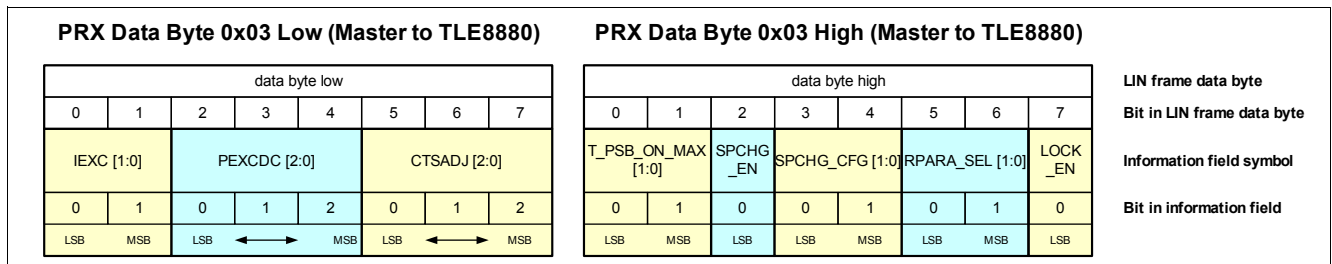 PRX Data Byte 0x03 Low (Master to TLE8880) PRX Data Byte 0x03 High (Master to TLE8880)
data byte low data byte high LIN frame data byte
0 1 2 3 4 5 6 7 0 1 2 3 4 5 6 7 Bit in LIN frame data byte
IEXC [1:0] PEXCDC [2:0] CTSADJ [2:0] T_PSB_ON_MAX [1:0] SPCHG _EN SPCHG_CFG [1:0] RPARA_SEL [1:0] LOCK _EN Information field symbol
0 1 0 1 2 0 1 2 0 1 0 0 1 0 1 0 Bit in information field
LSB MSB LSB MSB LSB MSB LSB MSB LSB LSB MSB LSB MSB LSB